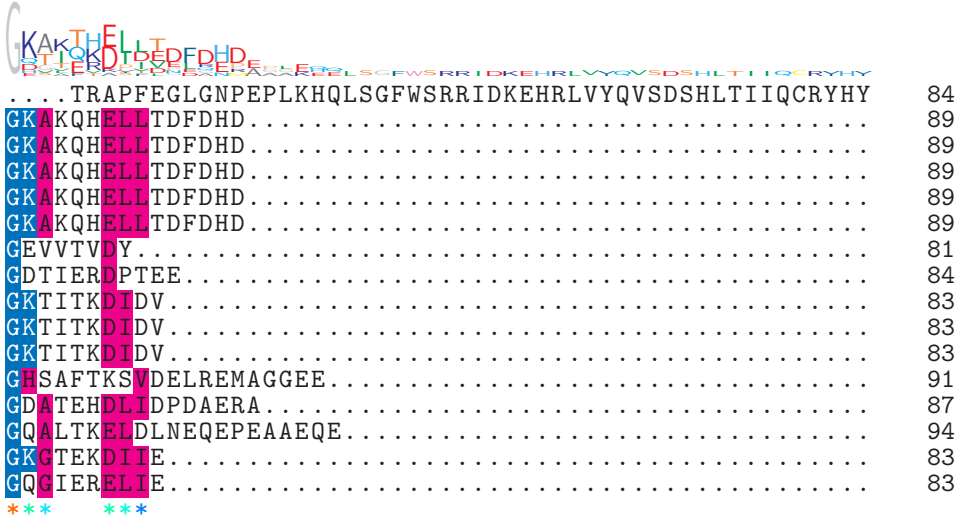 ....TRAPFEGLGNPEPLKHQLSGFWSRRIDKEHRLVYQVSDSHLTIIQCRYHY 84
GKAKQHELLTDFDHD....................................... 89
GKAKQHELLTDFDHD....................................... 89
GKAKQHELLTDFDHD....................................... 89
GKAKQHELLTDFDHD....................................... 89
GKAKQHELLTDFDHD....................................... 89
GEVVTVDY.............................................. 81
GDTIERDPTEE........................................... 84
GKTITKDIDV............................................ 83
GKTITKDIDV............................................ 83
GKTITKDIDV............................................ 83
GHSAFTKSVDELREMAGGEE.................................. 91
GDATEHDLIDPDAERA...................................... 87
GQALTKELDLNEQEPEAAEQE................................. 94
GKGTEKDIIE............................................ 83
GQGIERELIE............................................ 83
*** ***